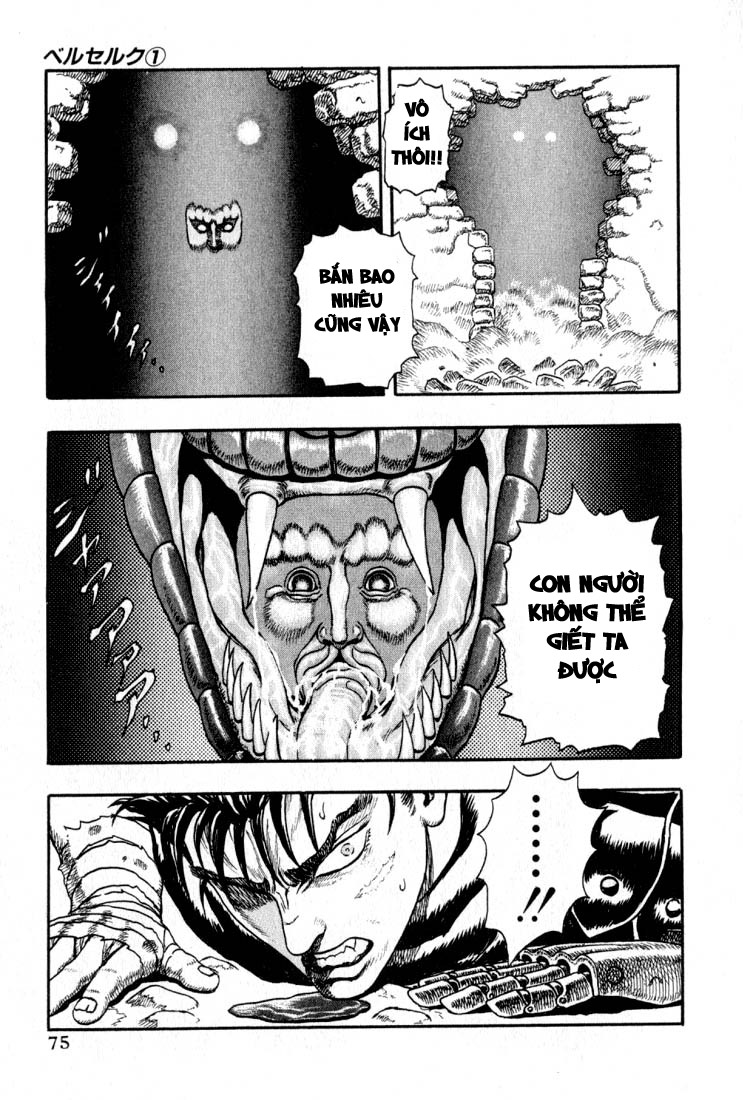 ベルセルク①
VÔ
ÍCH
THÔI!!!
BẮN BAO
NHIÊU
CŨNG VẬY
CON NGƯỜI
KHÔNG THỂ
GIẾT TA
ĐƯỢC
......!!
75